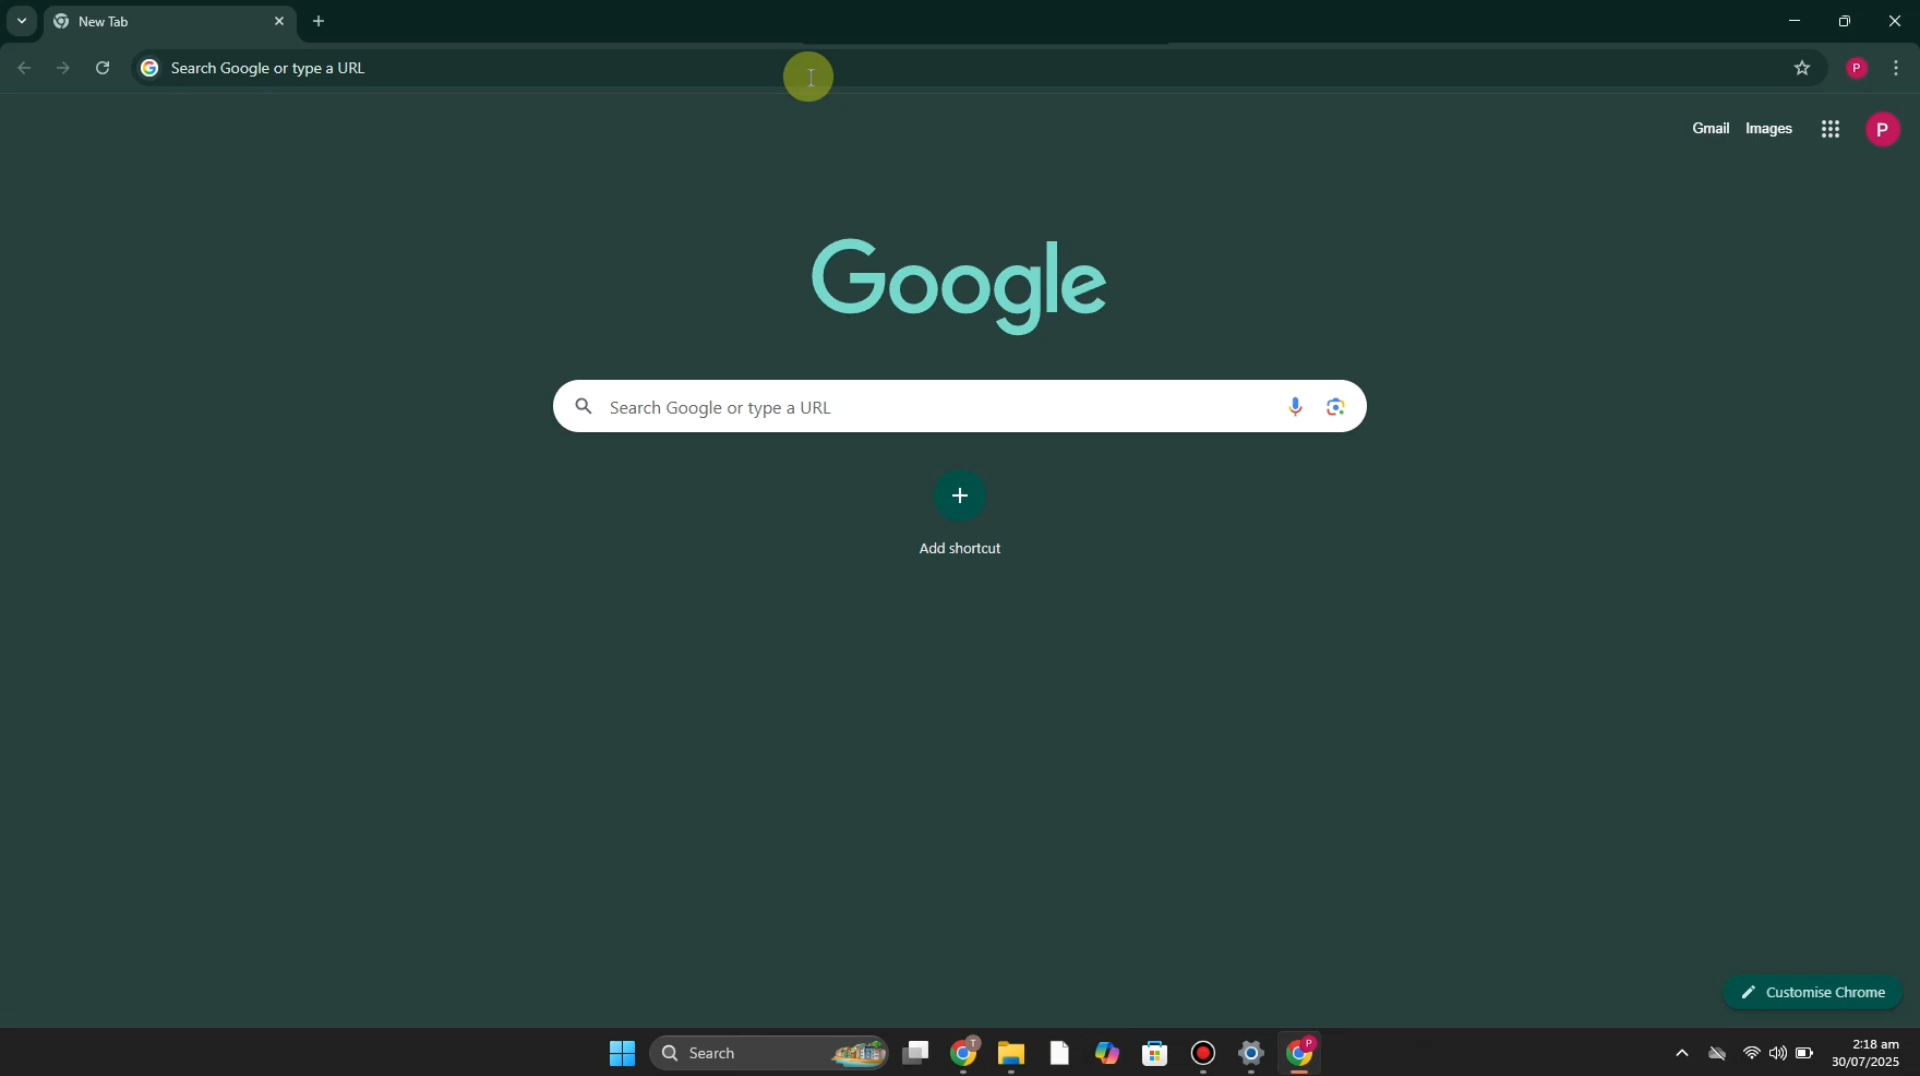 New Tab
Search Google or type a URL
P
Gmail Images
P
Google
Search Google or type a URL
Add shortcut
Customise Chrome
Search
T
P
2:18 am
30/07/2025